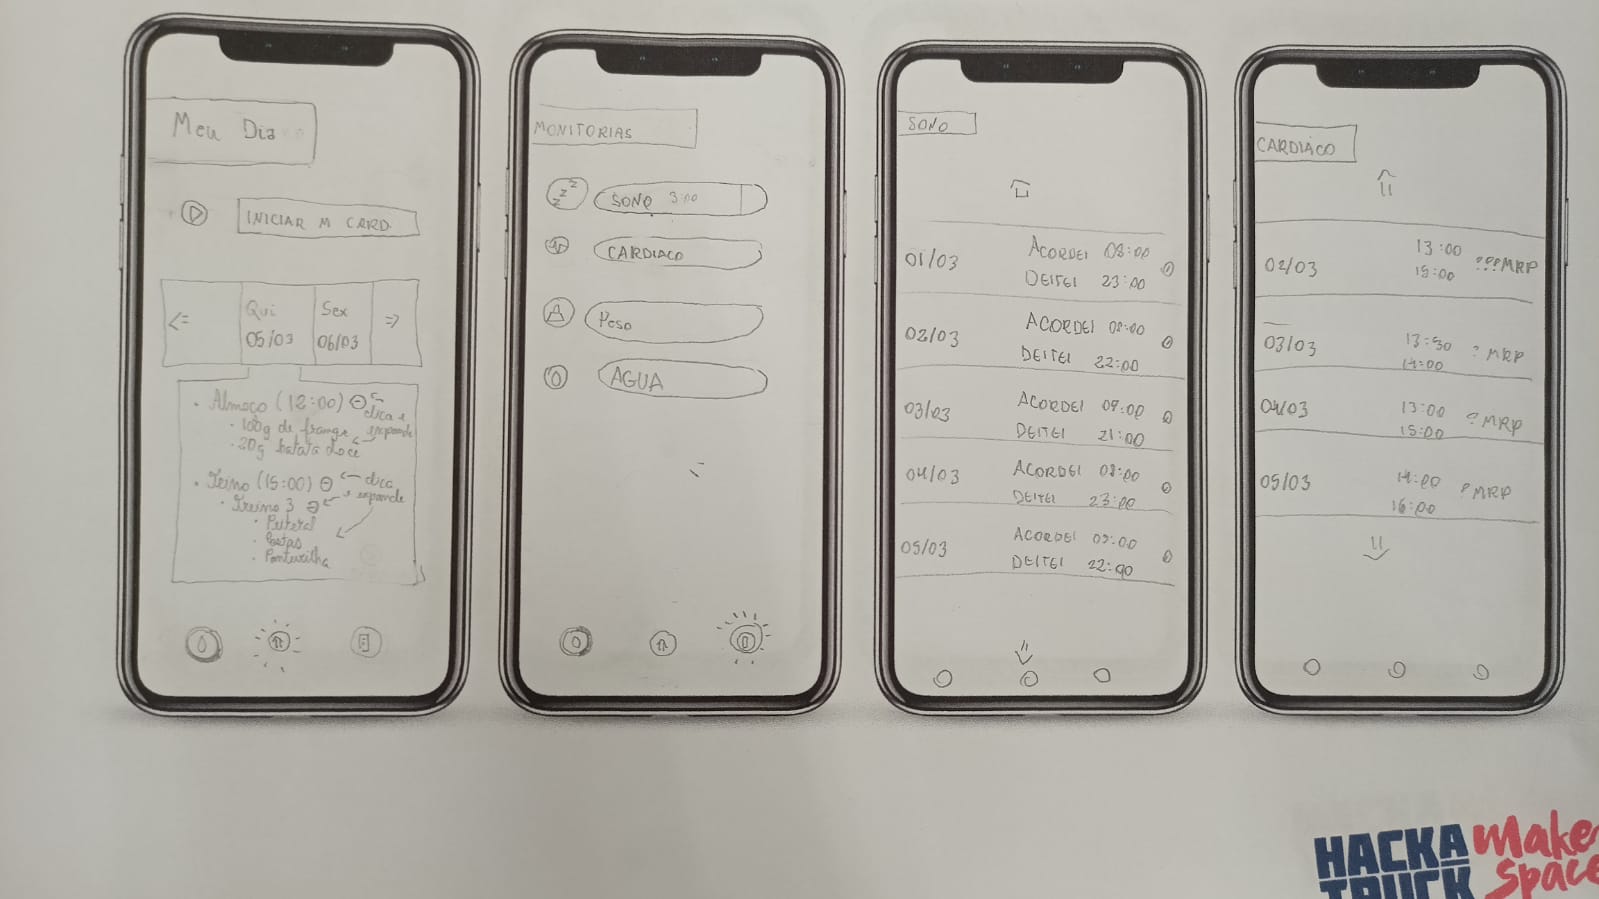 Meu Dia
INICIAR M CARD.
Qui
05/03
Sex
06/03
• Almoço (12:00)
clica e expande
• 100g de frango
• 20g batata doce
• Treino (15:00)
clica e expande
• Treino 3
• Peitoral
• Costas
• Panturrilha
MONITORIAS
zzz
SONO 3:00
CARDIACO
Peso
AGUA
SONO
01/03
ACORDEI 08:00
DEITEI 23:00
02/03
ACORDEI 08:00
DEITEI 22:00
03/03
ACORDEI 09:00
DEITEI 21:00
04/03
ACORDEI 08:00
DEITEI 23:00
05/03
ACORDEI 09:00
DEITEI 22:00
CARDIACO
02/03
13:00
15:00
???MRP
03/03
13:30
14:00
? MRP
04/03
13:00
15:00
? MRP
05/03
14:00
16:00
? MRP
HACKA
TRUCK
Maker
Space